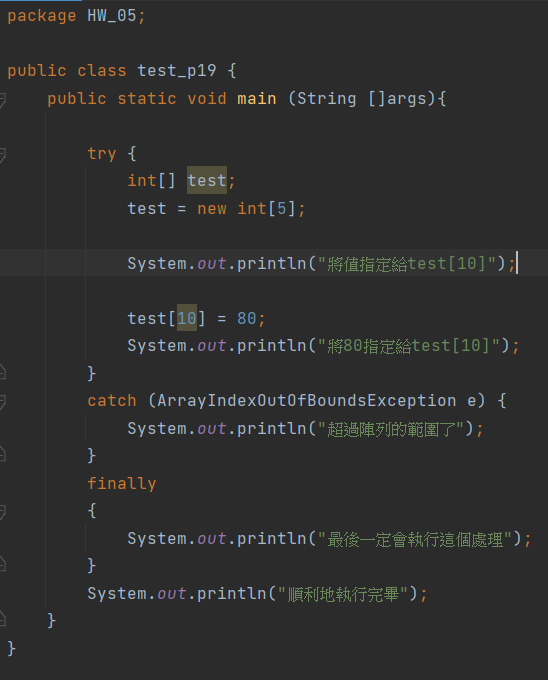 package HW_05;
public class test_p19 {
public static void main (String []args){
try {
int[] test;
test = new int[5];
System.out.println("將值指定給test[10]");
test[10] = 80;
System.out.println("將80指定給test[10]");
}
catch (ArrayIndexOutOfBoundsException e) {
System.out.println("超過陣列的範圍了");
}
finally
{
System.out.println("最後一定會執行這個處理");
}
System.out.println("順利地執行完畢");
}
}